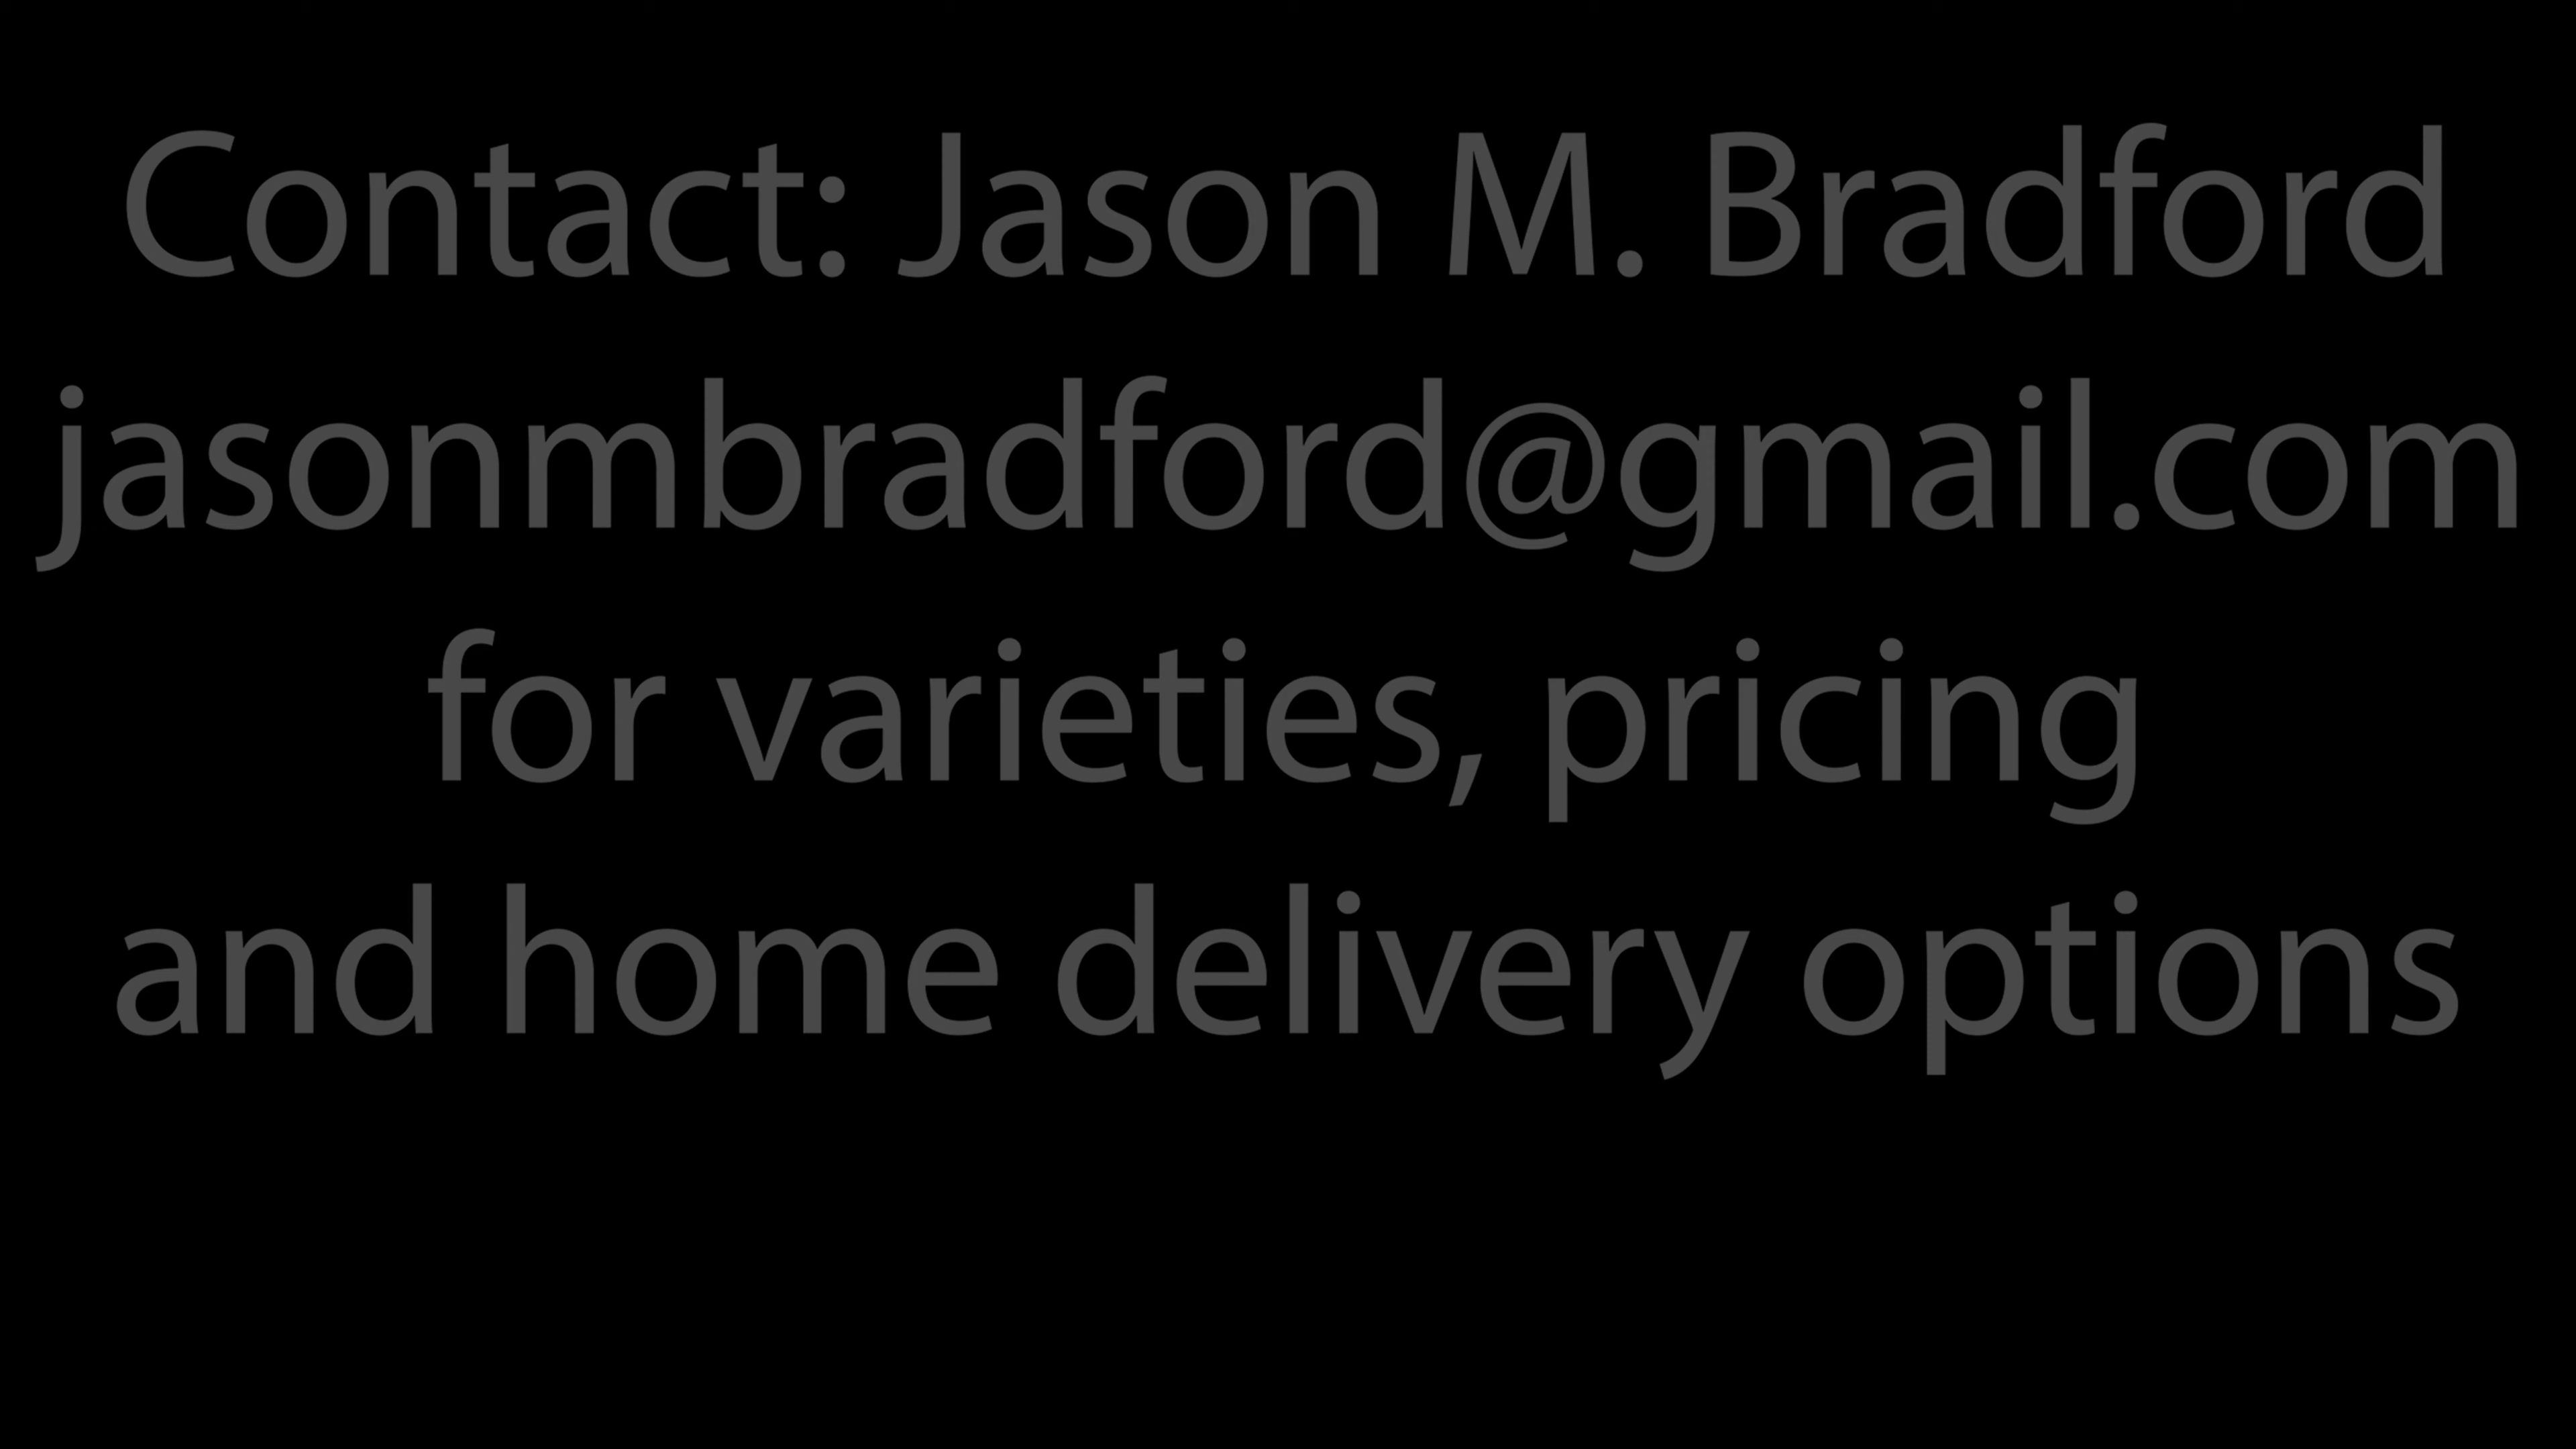 Contact: Jason M. Bradford
jasonmbradford@gmail.com
for varieties, pricing
and home delivery options